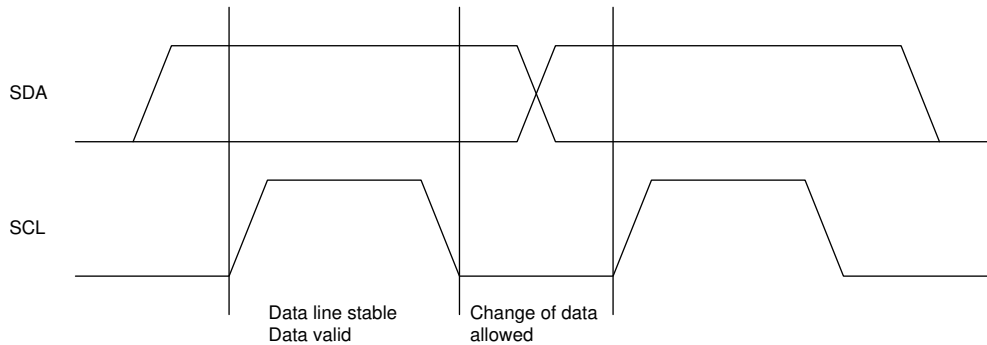 SDA
SCL
Data line stable
Data valid
Change of data
allowed